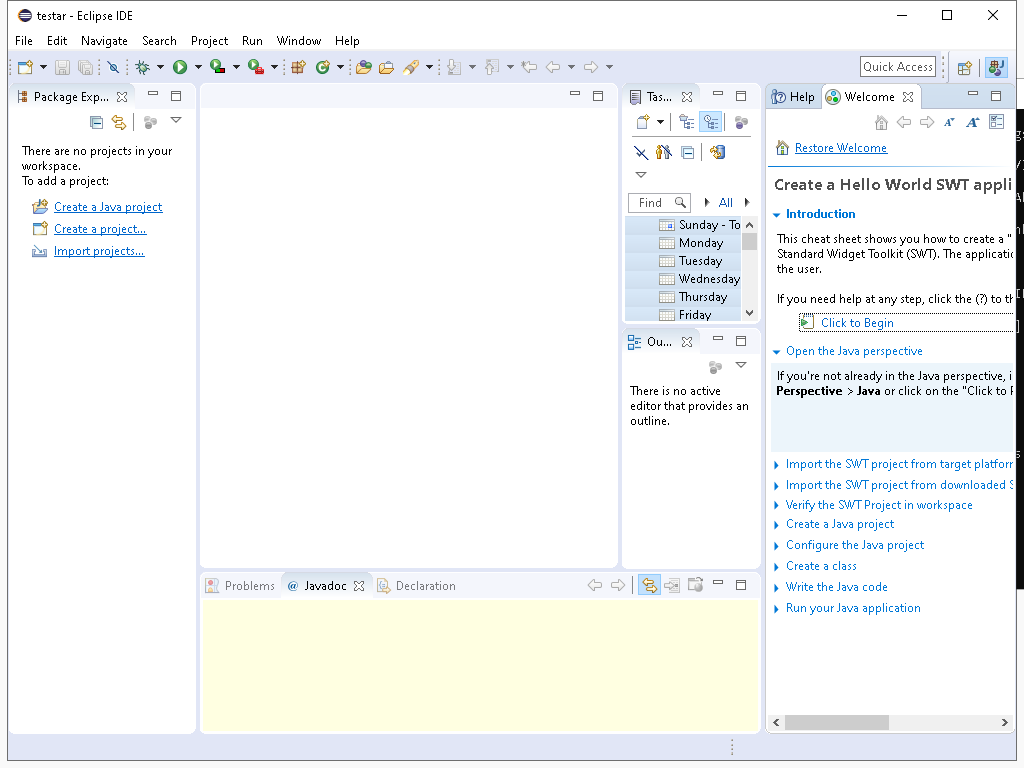 testar - Eclipse IDE
File Edit Navigate Search Project Run Window Help
Quick Access
Package Exp...
There are no projects in your
workspace.
To add a project:
Create a Java project
Create a project...
Import projects...
Tas...
Find
All
Sunday - To
Monday
Tuesday
Wednesday
Thursday
Friday
Ou...
There is no active
editor that provides an
outline.
Help Welcome
Restore Welcome
Create a Hello World SWT appli
Introduction
This cheat sheet shows you how to create a "
Standard Widget Toolkit (SWT). The applicatio
the user.
If you need help at any step, click the (?) to th
Click to Begin
Open the Java perspective
If you're not already in the Java perspective, i
Perspective > Java or click on the "Click to P
Import the SWT project from target platforn
Import the SWT project from downloaded S
Verify the SWT Project in workspace
Create a Java project
Configure the Java project
Create a class
Write the Java code
Run your Java application
Problems @ Javadoc Declaration